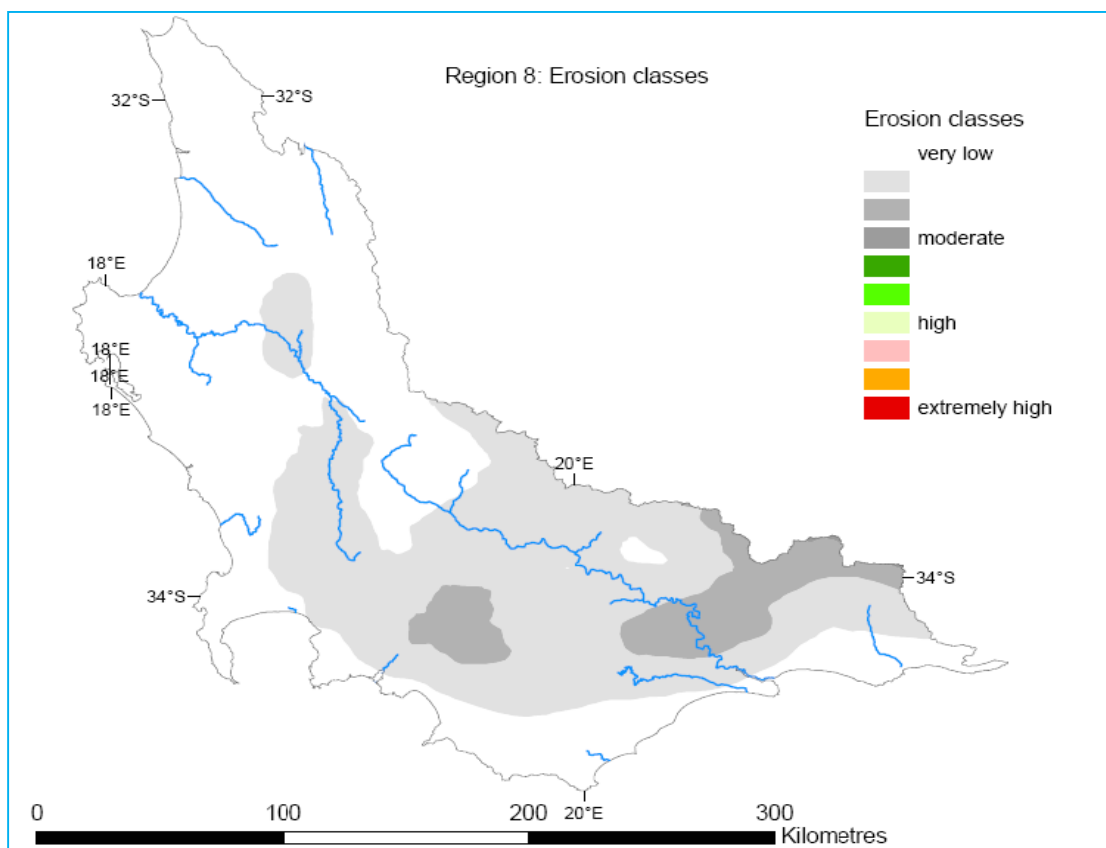 Region 8: Erosion classes
32°S
32°S
Erosion classes
very low
moderate
high
extremely high
18°E
18°E
18°E
18°E
20°E
34°S
34°S
0 100 200 300
20°E
Kilometres